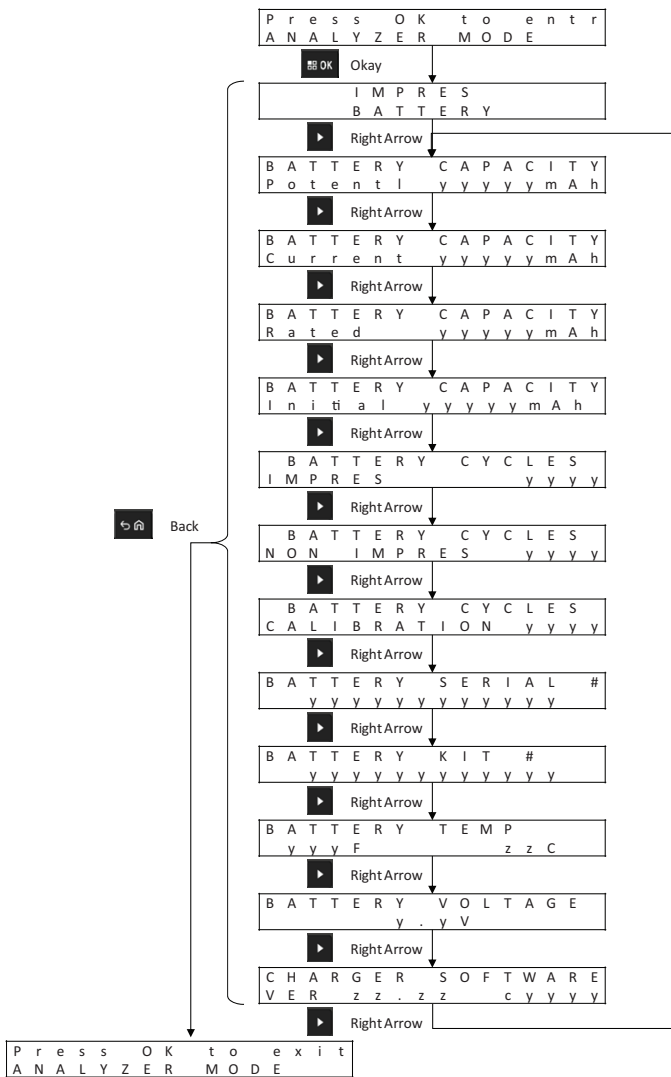 Press OK to entr
ANALYZER MODE
OK Okay
IMPRES
BATTERY
Right Arrow
BATTERY CAPACITY
Potentl yyyyymAh
Right Arrow
BATTERY CAPACITY
Current yyyyymAh
Right Arrow
BATTERY CAPACITY
Rated yyyyymAh
Right Arrow
BATTERY CAPACITY
Initial yyyyymAh
Right Arrow
BATTERY CYCLES
IMPRES yyyy
Right Arrow
BATTERY CYCLES
NON IMPRES yyyy
Back
Right Arrow
BATTERY CYCLES
CALIBRATION yyyy
Right Arrow
BATTERY SERIAL #
yyyyyyyyyyyy
Right Arrow
BATTERY KIT #
yyyyyyyyyyyy
Right Arrow
BATTERY TEMP
yyyF zzC
Right Arrow
BATTERY VOLTAGE
y.yV
Right Arrow
CHARGER SOFTWARE
VER zz.zz cyyyy
Right Arrow
Press OK to exit
ANALYZER MODE